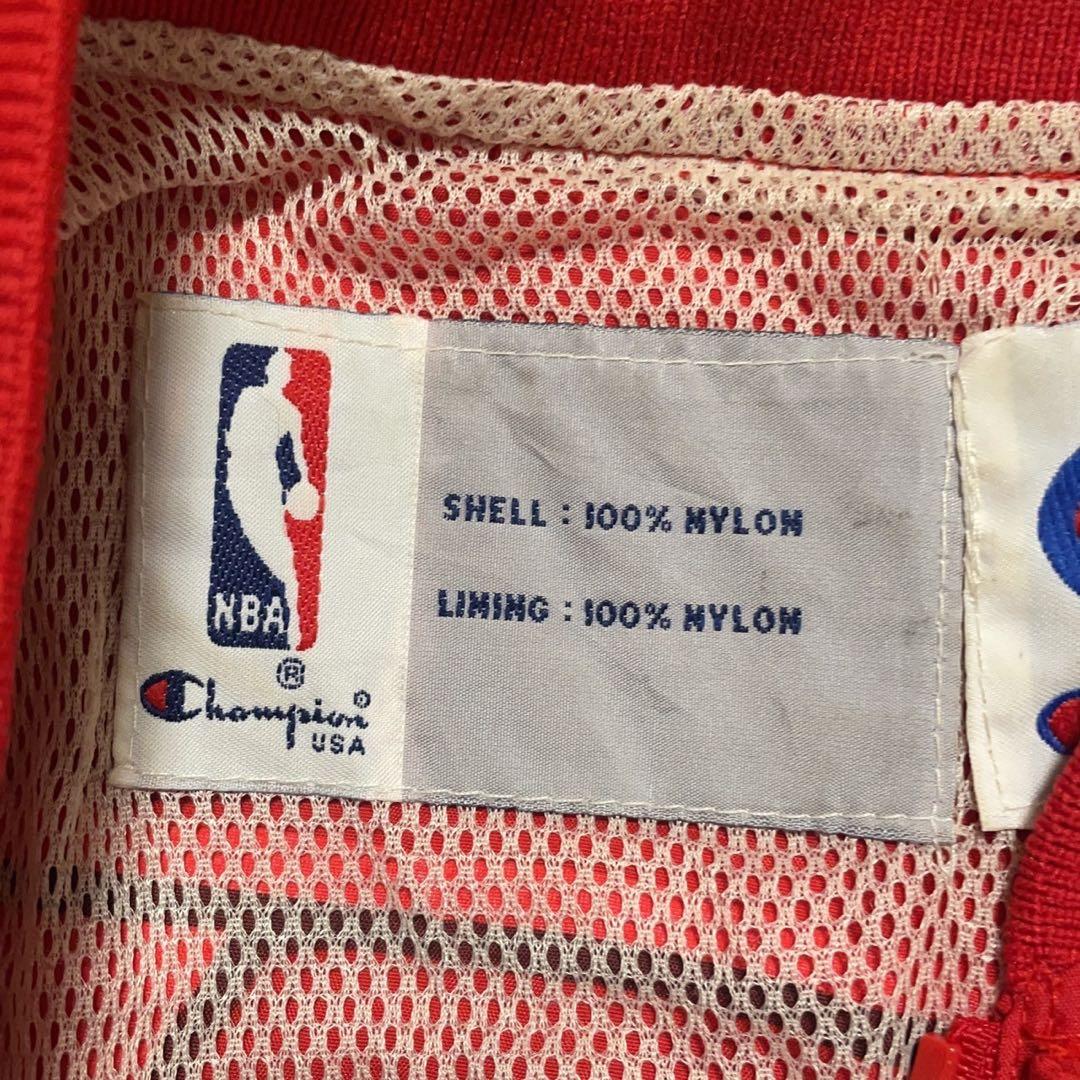 NBA
®
Champion ©
USA
SHELL : 100% NYLON
LINING : 100% NYLON